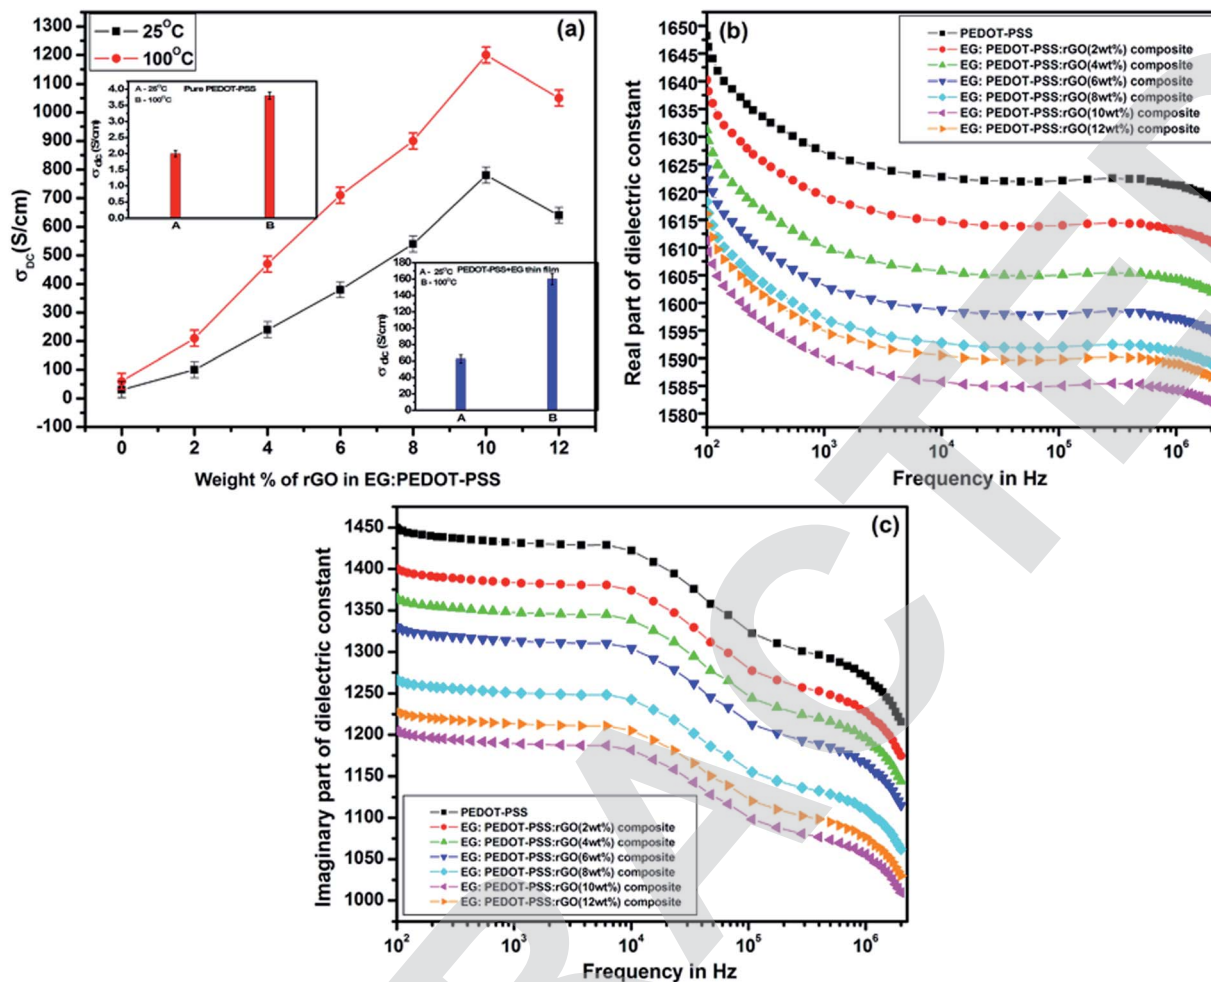 (a)
25°C
100°C
A - 25°C Pure PEDOT-PSS
B - 100°C
4.0
3.5
3.0
2.5
2.0
1.5
1.0
0.5
0.0
σdc(S/cm)
A B
A - 25°C PEDOT-PSS+EG thin film
B - 100°C
180
160
140
120
100
80
60
40
20
0
σdc (S/cm)
A B
1300
1200
1100
1000
900
800
700
600
500
400
300
200
100
0
-100
σDC(S/cm)
0 2 4 6 8 10 12
Weight % of rGO in EG:PEDOT-PSS
(b)
PEDOT-PSS
EG: PEDOT-PSS:rGO(2wt%) composite
EG: PEDOT-PSS:rGO(4wt%) composite
EG: PEDOT-PSS:rGO(6wt%) composite
EG: PEDOT-PSS:rGO(8wt%) composite
EG: PEDOT-PSS:rGO(10wt%) composite
EG: PEDOT-PSS:rGO(12wt%) composite
1650
1645
1640
1635
1630
1625
1620
1615
1610
1605
1600
1595
1590
1585
1580
Real part of dielectric constant
10² 10³ 10⁴ 10⁵ 10⁶
Frequency in Hz
(c)
1450
1400
1350
1300
1250
1200
1150
1100
1050
1000
Imaginary part of dielectric constant
PEDOT-PSS
EG: PEDOT-PSS:rGO(2wt%) composite
EG: PEDOT-PSS:rGO(4wt%) composite
EG: PEDOT-PSS:rGO(6wt%) composite
EG: PEDOT-PSS:rGO(8wt%) composite
EG: PEDOT-PSS:rGO(10wt%) composite
EG: PEDOT-PSS:rGO(12wt%) composite
10² 10³ 10⁴ 10⁵ 10⁶
Frequency in Hz